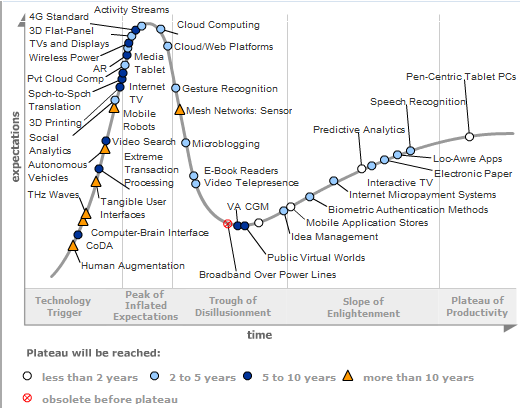 Activity Streams
4G Standard
3D Flat-Panel
TVs and Displays
Wireless Power
AR
Pvt Cloud Comp
Spch-to-Spch
Translation
3D Printing
Social
Analytics
Autonomous
Vehicles
THz Waves
Cloud Computing
Cloud/Web Platforms
Media
Tablet
Internet
TV
Mobile
Robots
Video Search
Extreme
Transaction
Processing
Tangible User
Interfaces
Computer-Brain Interface
CoDA
Human Augmentation
Gesture Recognition
Mesh Networks: Sensor
Microblogging
E-Book Readers
Video Telepresence
VA CGM
Public Virtual Worlds
Broadband Over Power Lines
Idea Management
Mobile Application Stores
Biometric Authentication Methods
Internet Micropayment Systems
Interactive TV
Electronic Paper
Loo-Awre Apps
Predictive Analytics
Speech Recognition
Pen-Centric Tablet PCs
expectations
Technology
Trigger
Peak of
Inflated
Expectations
Trough of
Disillusionment
Slope of
Enlightenment
Plateau of
Productivity
time
Plateau will be reached:
less than 2 years
2 to 5 years
5 to 10 years
more than 10 years
obsolete before plateau